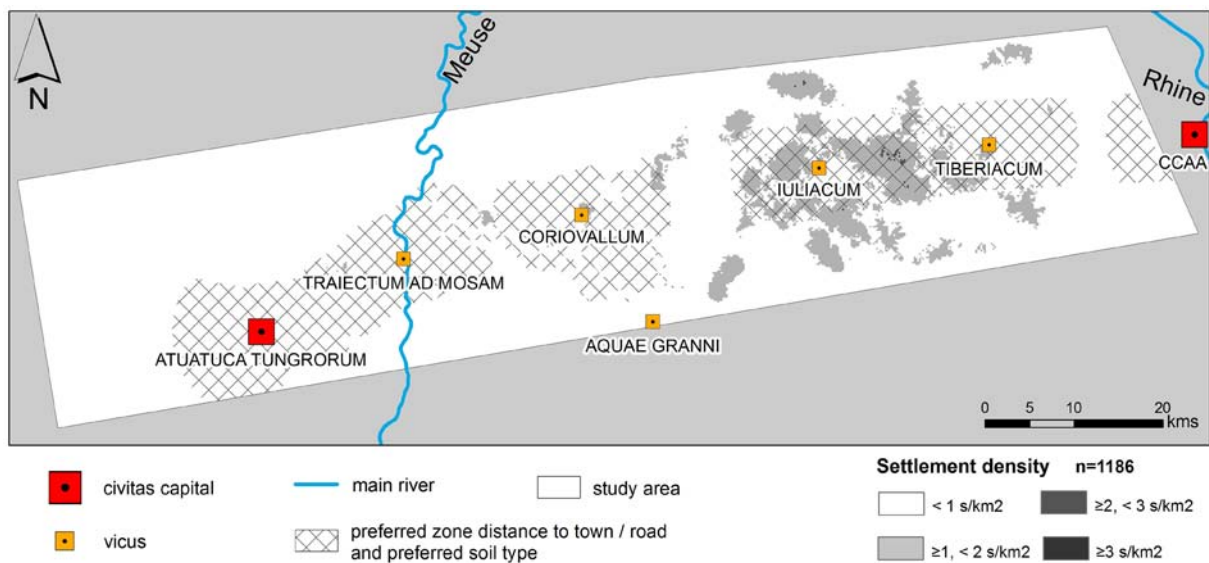 Meuse
Rhine
N
CCAA
TIBERIACUM
IULIACUM
CORIOVALLUM
TRAIECTUM AD MOSAM
AQUAE GRANNI
ATUATUCA TUNGRORUM
0 5 10 20
kms
civitas capital
main river
study area
vicus
preferred zone distance to town / road
and preferred soil type
Settlement density n=1186
< 1 s/km2
≥2, < 3 s/km2
≥1, < 2 s/km2
≥3 s/km2